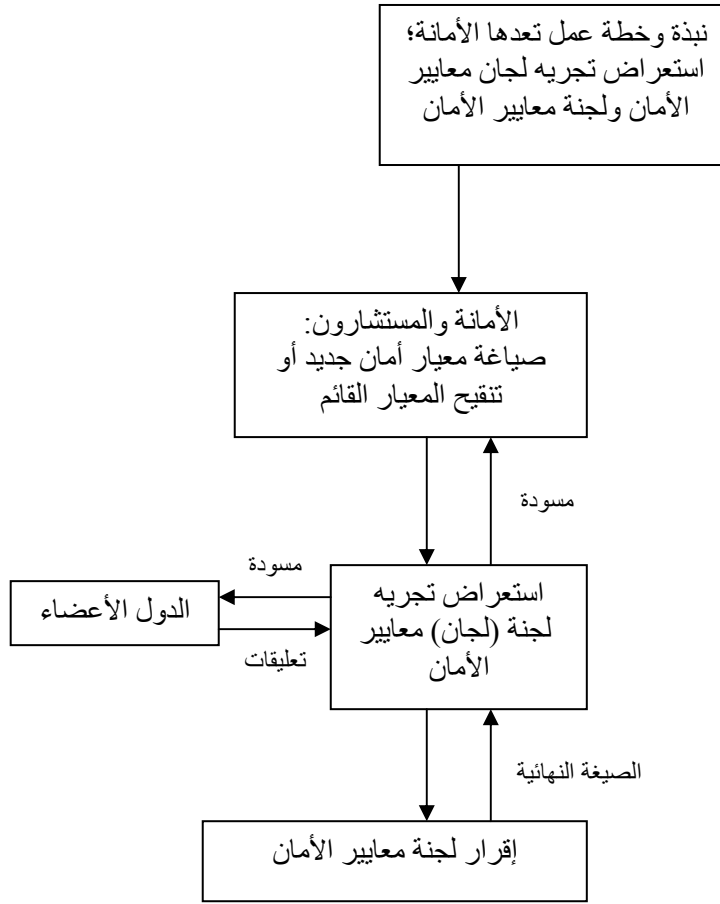 نبذة وخطة عمل تعدها الأمانة؛
استعراض تجريه لجان معايير
الأمان ولجنة معايير الأمان
الأمانة والمستشارون:
صياغة معيار أمان جديد أو
تنقيح المعيار القائم
مسودة
مسودة
استعراض تجريه
لجنة (لجان) معايير
الأمان
الدول الأعضاء
تعليقات
الصيغة النهائية
إقرار لجنة معايير الأمان